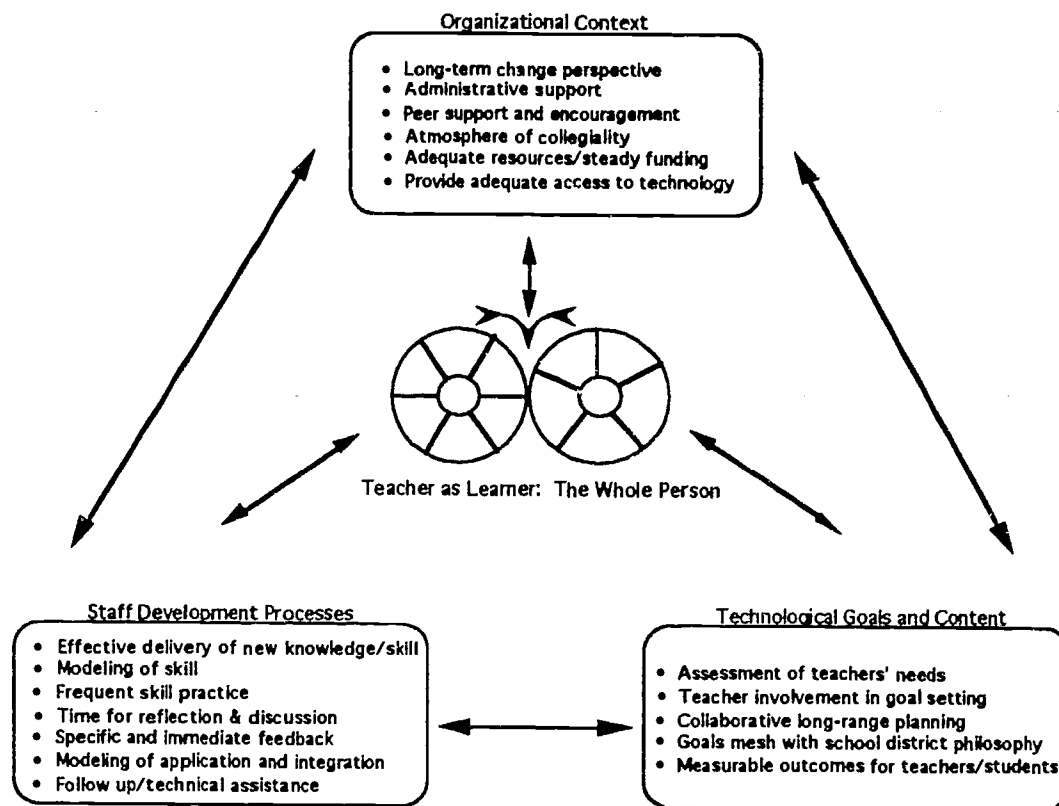 Organizational Context
• Long-term change perspective
• Administrative support
• Peer support and encouragement
• Atmosphere of collegiality
• Adequate resources/steady funding
• Provide adequate access to technology
Teacher as Learner: The Whole Person
Staff Development Processes
• Effective delivery of new knowledge/skill
• Modeling of skill
• Frequent skill practice
• Time for reflection & discussion
• Specific and immediate feedback
• Modeling of application and integration
• Follow up/technical assistance
Technological Goals and Content
• Assessment of teachers' needs
• Teacher involvement in goal setting
• Collaborative long-range planning
• Goals mesh with school district philosophy
• Measurable outcomes for teachers/students